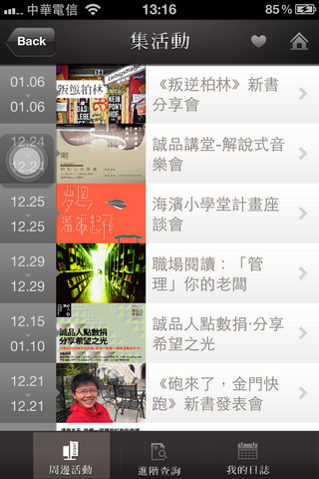 中華電信 13:16 85%
Back 集活動
01.06
01.06
叛逆柏林
DAS LEBE
KEIN PONYHOF
《叛逆柏林》新書
分享會
12.24
12.24
誠品講堂-解說式音
樂會
12.25
12.25
夢想
海濱小學堂計畫座
談會
12.29
12.29
職場閱讀：「管
理」你的老闆
12.15
01.10
誠品人點數捐
分享希望之光
誠品人點數捐·分享
希望之光
12.21
12.21
《砲來了，金門快
跑》新書發表會
周邊活動 進階查詢 我的日誌